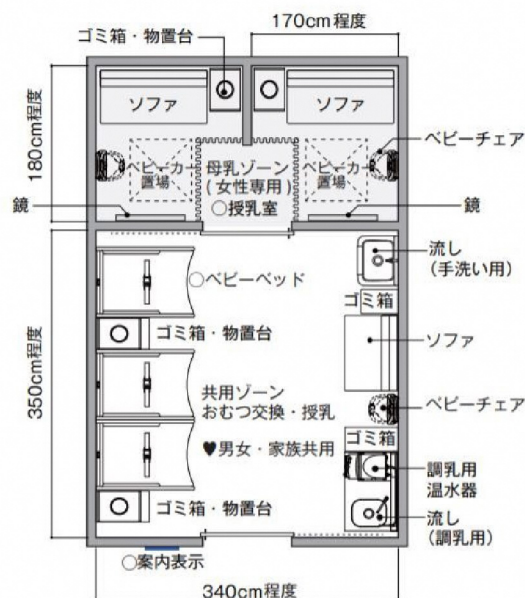 170cm程度
ゴミ箱・物置台
ソファ
ソファ
180cm程度
ベビーチェア
ベビーカー
置場
母乳ゾーン
(女性専用)
○授乳室
ベビーカー
置場
鏡
鏡
流し
(手洗い用)
○ベビーベッド
ゴミ箱
ゴミ箱・物置台
ソファ
350cm程度
共用ゾーン
おむつ交換・授乳
ベビーチェア
♥男女・家族共用
ゴミ箱
調乳用
温水器
ゴミ箱・物置台
流し
(調乳用)
○案内表示
340cm程度